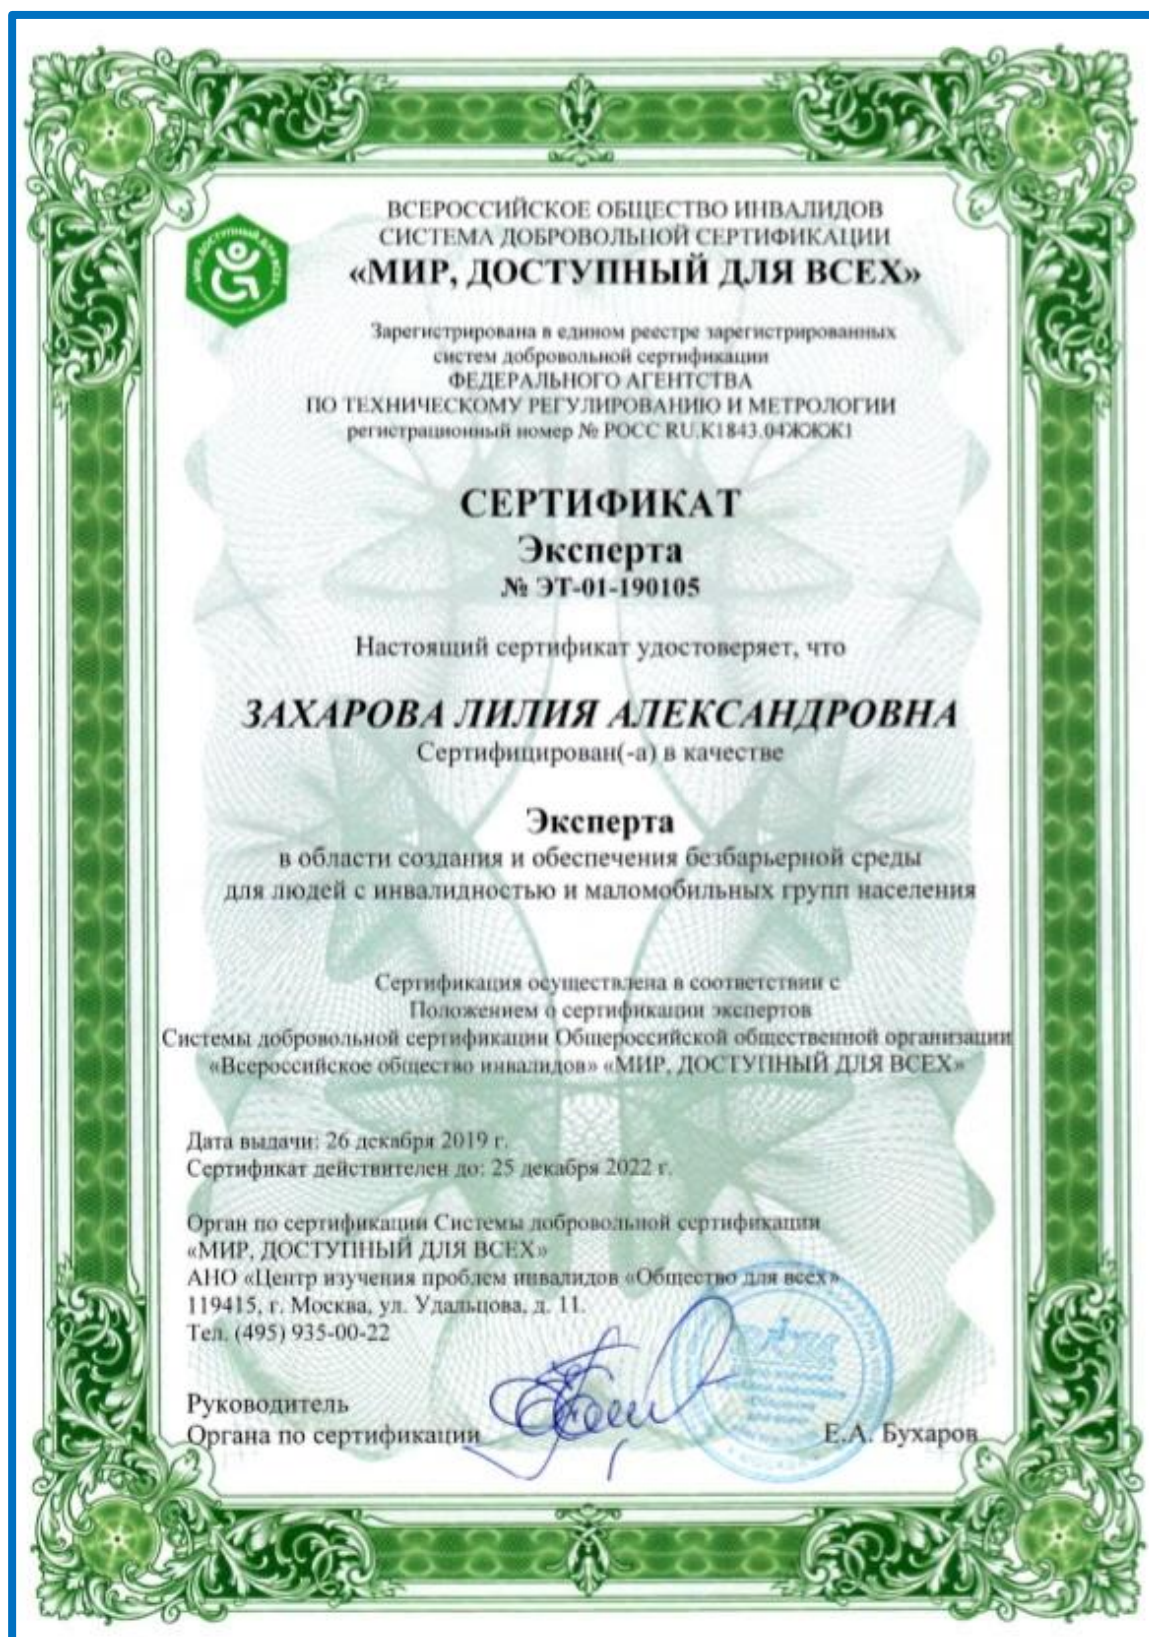 ВСЕРОССИЙСКОЕ ОБЩЕСТВО ИНВАЛИДОВ
СИСТЕМА ДОБРОВОЛЬНОЙ СЕРТИФИКАЦИИ
«МИР, ДОСТУПНЫЙ ДЛЯ ВСЕХ»
Зарегистрирована в едином реестре зарегистрированных
систем добровольной сертификации
ФЕДЕРАЛЬНОГО АГЕНТСТВА
ПО ТЕХНИЧЕСКОМУ РЕГУЛИРОВАНИЮ И МЕТРОЛОГИИ
регистрационный номер № РОСС RU.К1843.04ЖЖЖ1
СЕРТИФИКАТ
Эксперта
№ ЭТ-01-190105
Настоящий сертификат удостоверяет, что
ЗАХАРОВА ЛИЛИЯ АЛЕКСАНДРОВНА
Сертифицирован(-а) в качестве
Эксперта
в области создания и обеспечения безбарьерной среды
для людей с инвалидностью и маломобильных групп населения
Сертификация осуществлена в соответствии с
Положением о сертификации экспертов
Системы добровольной сертификации Общероссийской общественной организации
«Всероссийское общество инвалидов» «МИР, ДОСТУПНЫЙ ДЛЯ ВСЕХ»
Дата выдачи: 26 декабря 2019 г.
Сертификат действителен до: 25 декабря 2022 г.
Орган по сертификации Системы добровольной сертификации
«МИР, ДОСТУПНЫЙ ДЛЯ ВСЕХ»
АНО «Центр изучения проблем инвалидов «Общество для всех»
119415, г. Москва, ул. Удальцова, д. 11.
Тел. (495) 935-00-22
Руководитель
Органа по сертификации Е.А. Бухаров